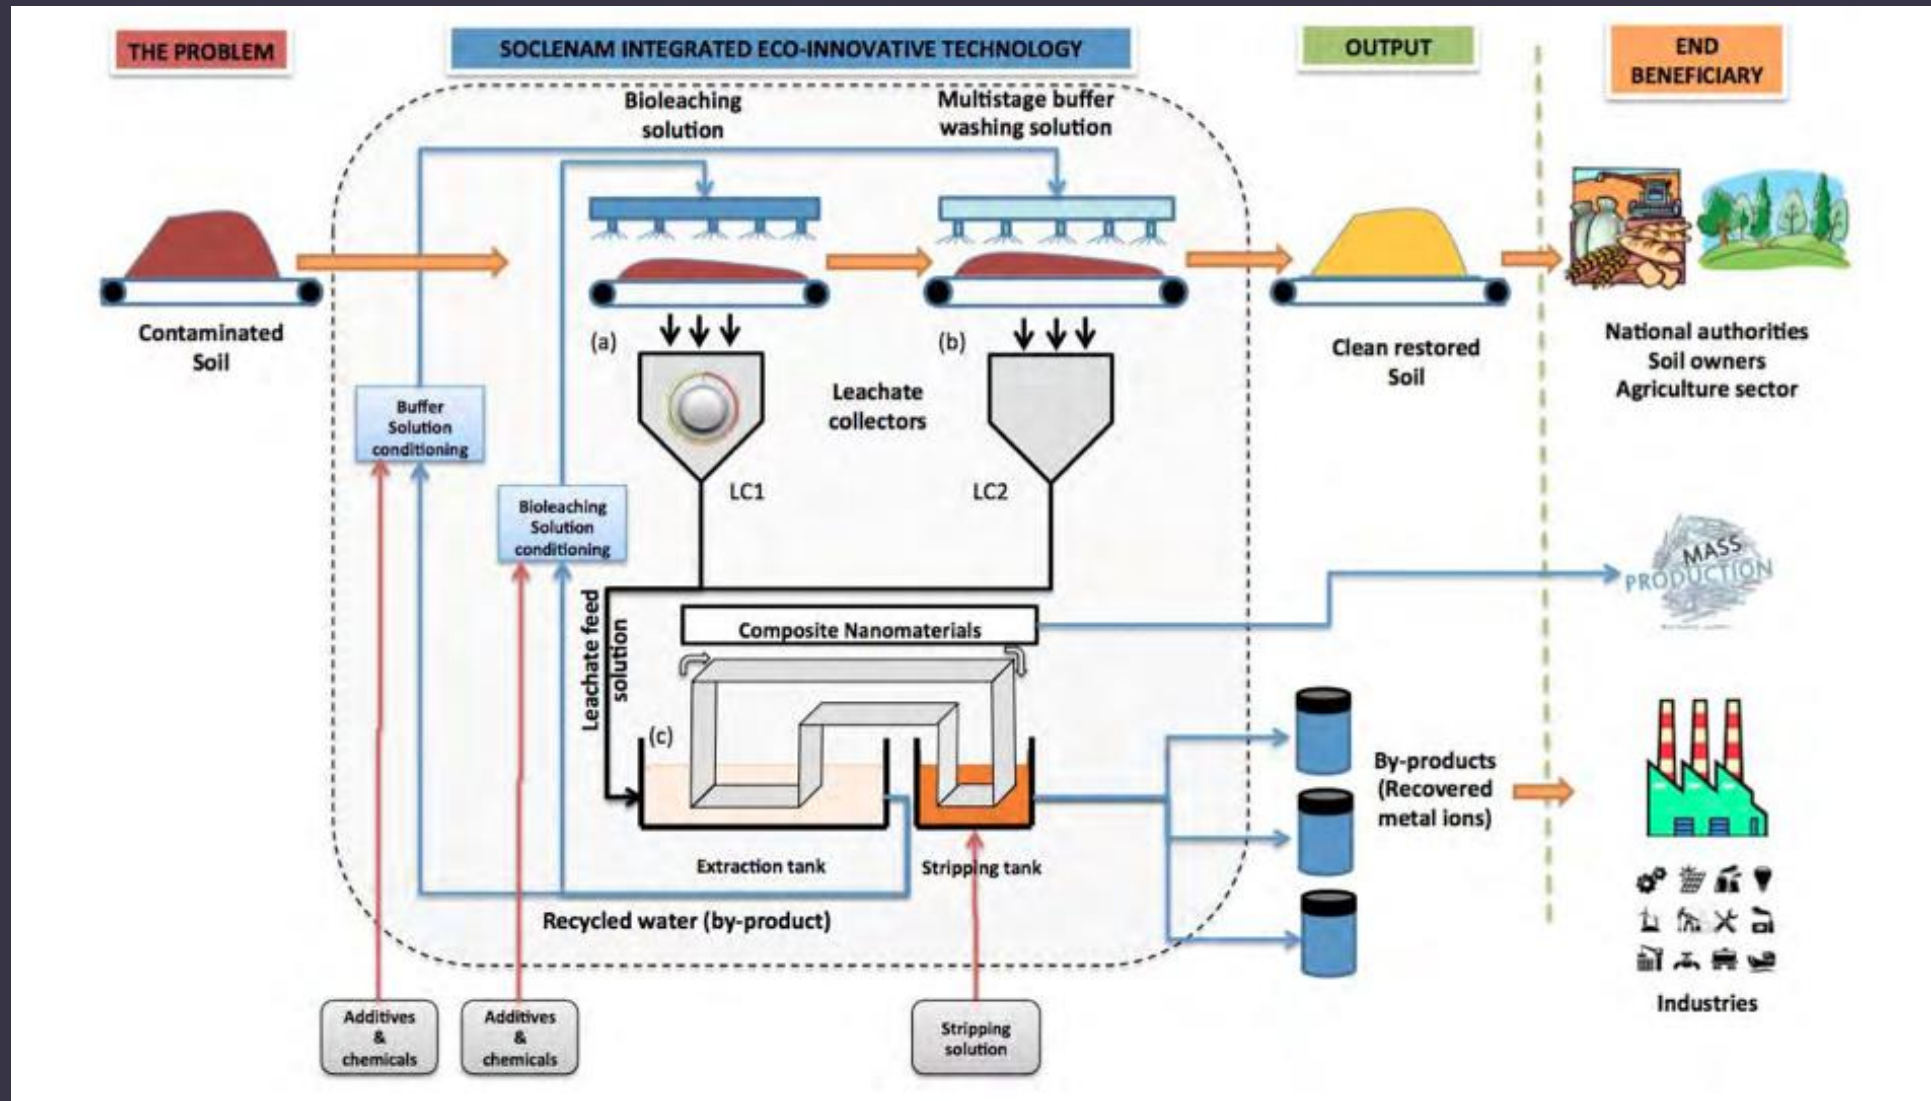 THE PROBLEM
SOCLENAM INTEGRATED ECO-INNOVATIVE TECHNOLOGY
OUTPUT
END
BENEFICIARY
Bioleaching
solution
Multistage buffer
washing solution
Contaminated
Soil
(a)
(b)
Leachate
collectors
Clean restored
Soil
National authorities
Soil owners
Agriculture sector
Buffer
Solution
conditioning
LC1
LC2
Bioleaching
Solution
conditioning
MASS
PRODUCTION
Leachate feed
solution
Composite Nanomaterials
(c)
By-products
(Recovered
metal ions)
Extraction tank
Stripping tank
Recycled water (by-product)
Industries
Additives
&
chemicals
Additives
&
chemicals
Stripping
solution